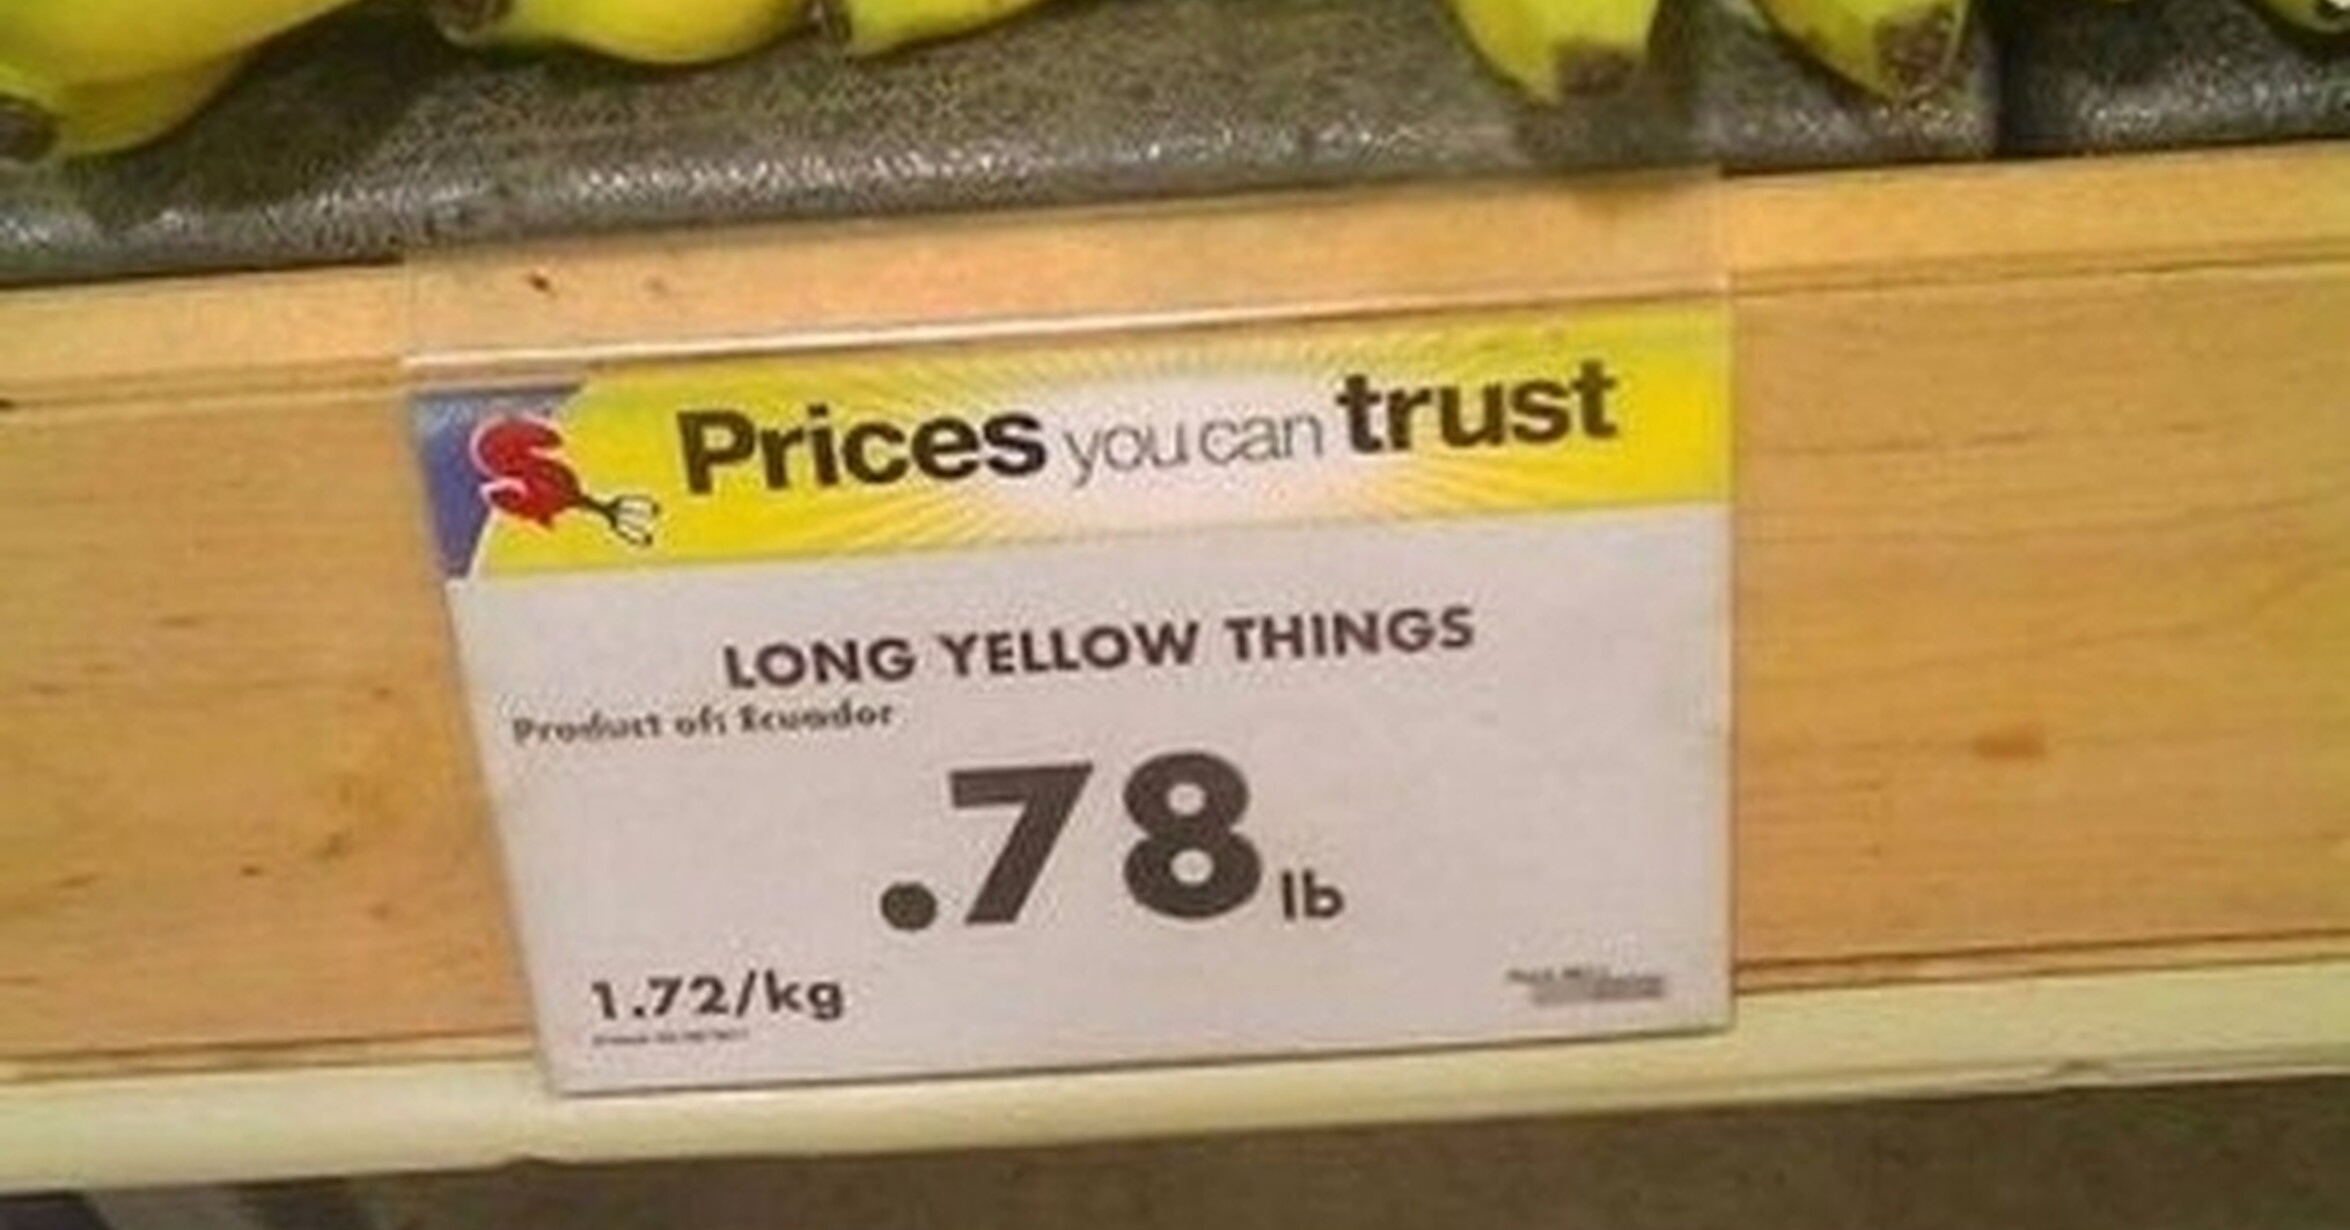 Prices you can trust
LONG YELLOW THINGS
Product of: Ecuador
.78 lb
1.72/kg